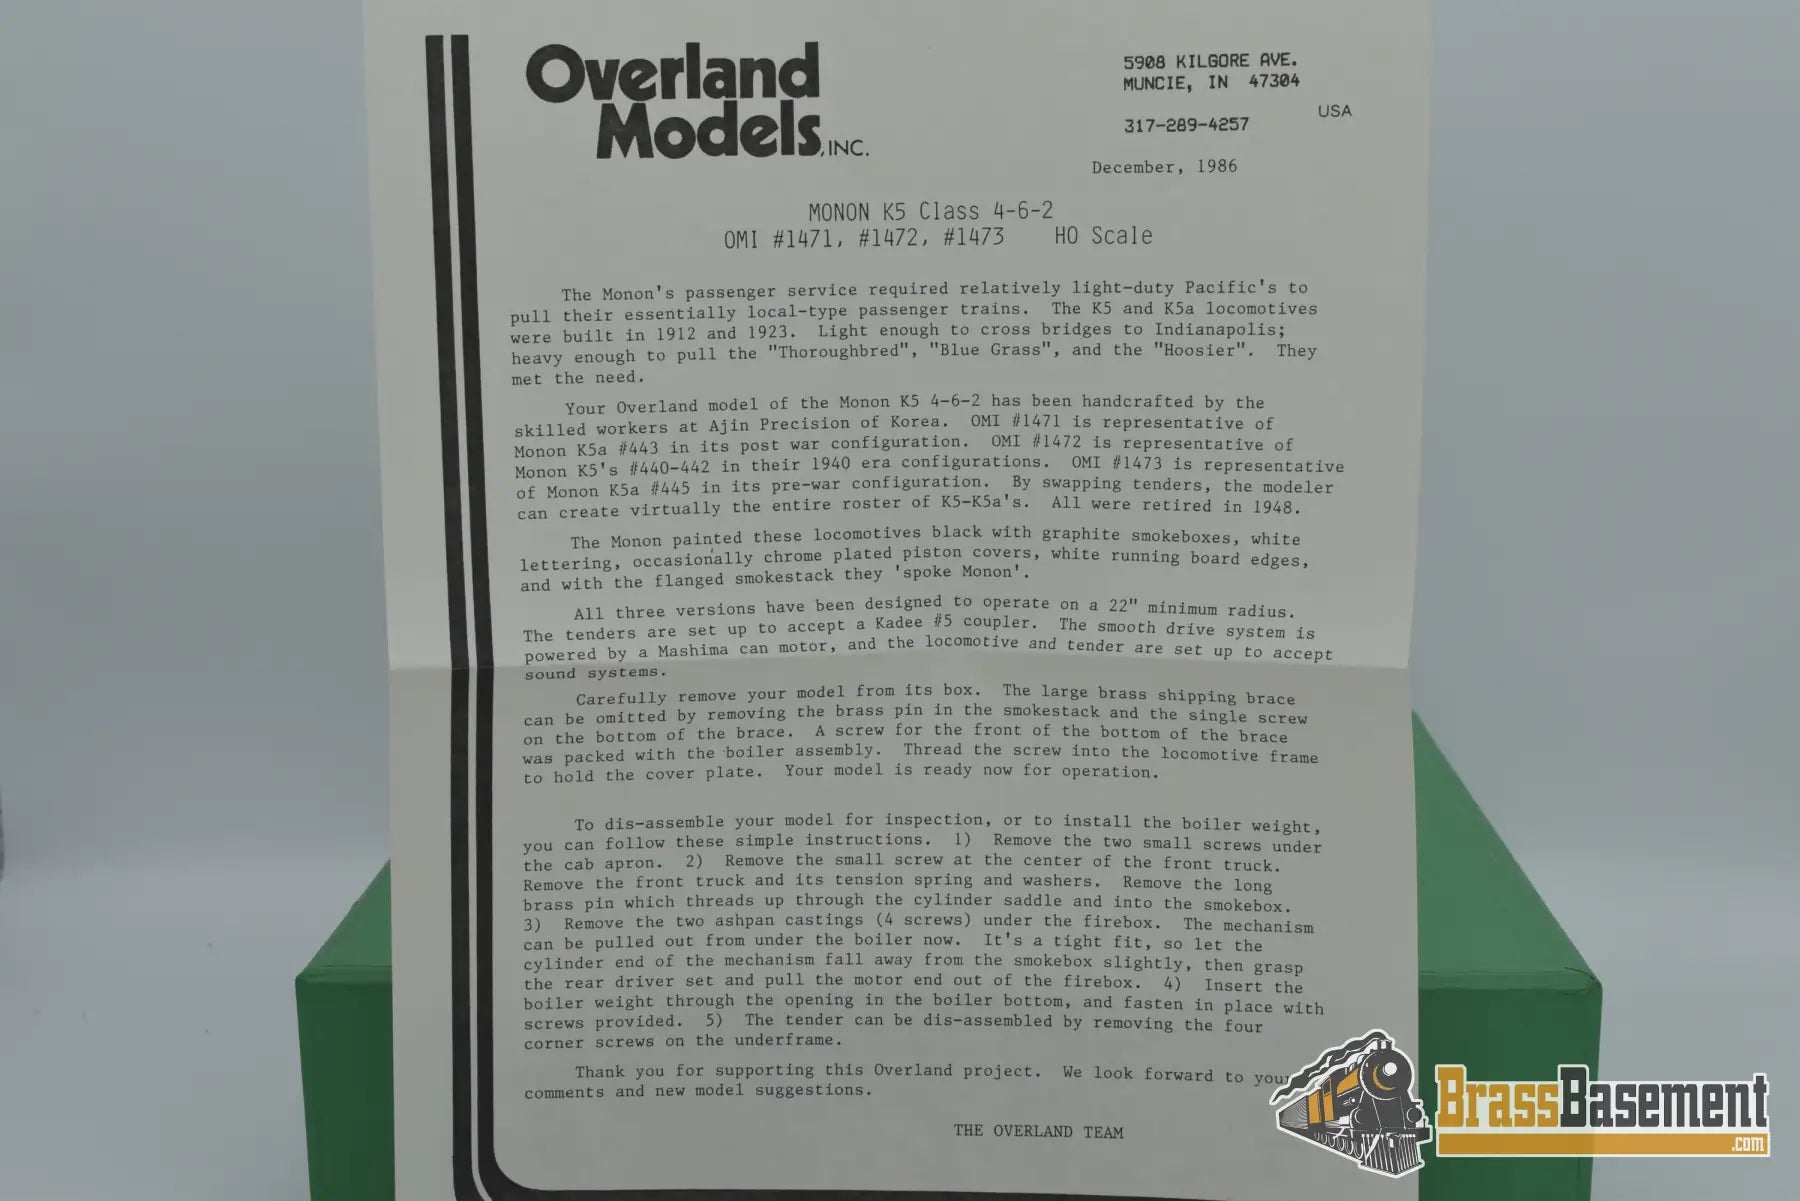 Overland
Models, INC.
5908 KILGORE AVE.
MUNCIE, IN 47304
USA
317-289-4257
December, 1986
MONON K5 Class 4-6-2
OMI #1471, #1472, #1473 HO Scale
The Monon's passenger service required relatively light-duty Pacific's to
pull their essentially local-type passenger trains. The K5 and K5a locomotives
were built in 1912 and 1923. Light enough to cross bridges to Indianapolis;
heavy enough to pull the "Thoroughbred", "Blue Grass", and the "Hoosier". They
met the need.
Your Overland model of the Monon K5 4-6-2 has been handcrafted by the
skilled workers at Ajin Precision of Korea. OMI #1471 is representative of
Monon K5a #443 in its post war configuration. OMI #1472 is representative of
Monon K5's #440-442 in their 1940 era configurations. OMI #1473 is representative
of Monon K5a #445 in its pre-war configuration. By swapping tenders, the modeler
can create virtually the entire roster of K5-K5a's. All were retired in 1948.
The Monon painted these locomotives black with graphite smokeboxes, white
lettering, occasionally chrome plated piston covers, white running board edges,
and with the flanged smokestack they 'spoke Monon'.
All three versions have been designed to operate on a 22" minimum radius.
The tenders are set up to accept a Kadee #5 coupler. The smooth drive system is
powered by a Mashima can motor, and the locomotive and tender are set up to accept
sound systems.
Carefully remove your model from its box. The large brass shipping brace
can be omitted by removing the brass pin in the smokestack and the single screw
on the bottom of the brace. A screw for the front of the bottom of the brace
was packed with the boiler assembly. Thread the screw into the locomotive frame
to hold the cover plate. Your model is ready now for operation.
To dis-assemble your model for inspection, or to install the boiler weight,
you can follow these simple instructions. 1) Remove the two small screws under
the cab apron. 2) Remove the small screw at the center of the front truck.
Remove the front truck and its tension spring and washers. Remove the long
brass pin which threads up through the cylinder saddle and into the smokebox.
3) Remove the two ashpan castings (4 screws) under the firebox. The mechanism
can be pulled out from under the boiler now. It's a tight fit, so let the
cylinder end of the mechanism fall away from the smokebox slightly, then grasp
the rear driver set and pull the motor end out of the firebox. 4) Insert the
boiler weight through the opening in the boiler bottom, and fasten in place with
screws provided. 5) The tender can be dis-assembled by removing the four
corner screws on the underframe.
Thank you for supporting this Overland project. We look forward to your
comments and new model suggestions.
THE OVERLAND TEAM
BrassBasement
.com